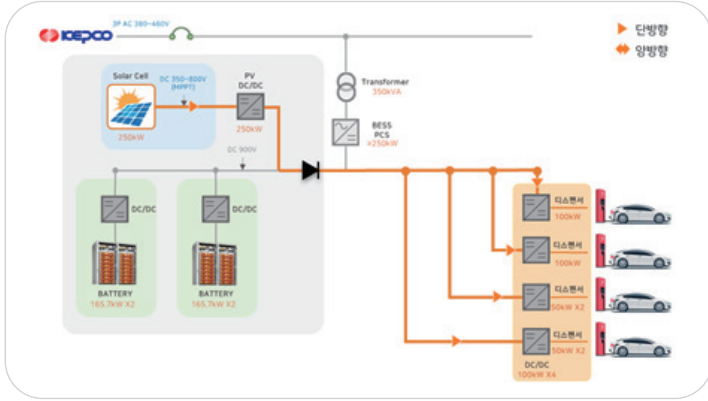 3P AC 380~460V
KEPCO
단방향
양방향
Solar Cell
250kW
DC 350~800V
(MPPT)
PV
DC/DC
250kW
Transformer
350kVA
BESS
PCS
±250kW
DC 900V
DC/DC
DC/DC
BATTERY
165.7kW X2
BATTERY
165.7kW X2
디스펜서
100kW
디스펜서
100kW
디스펜서
50kW X2
디스펜서
50kW X2
DC/DC
100kW X4